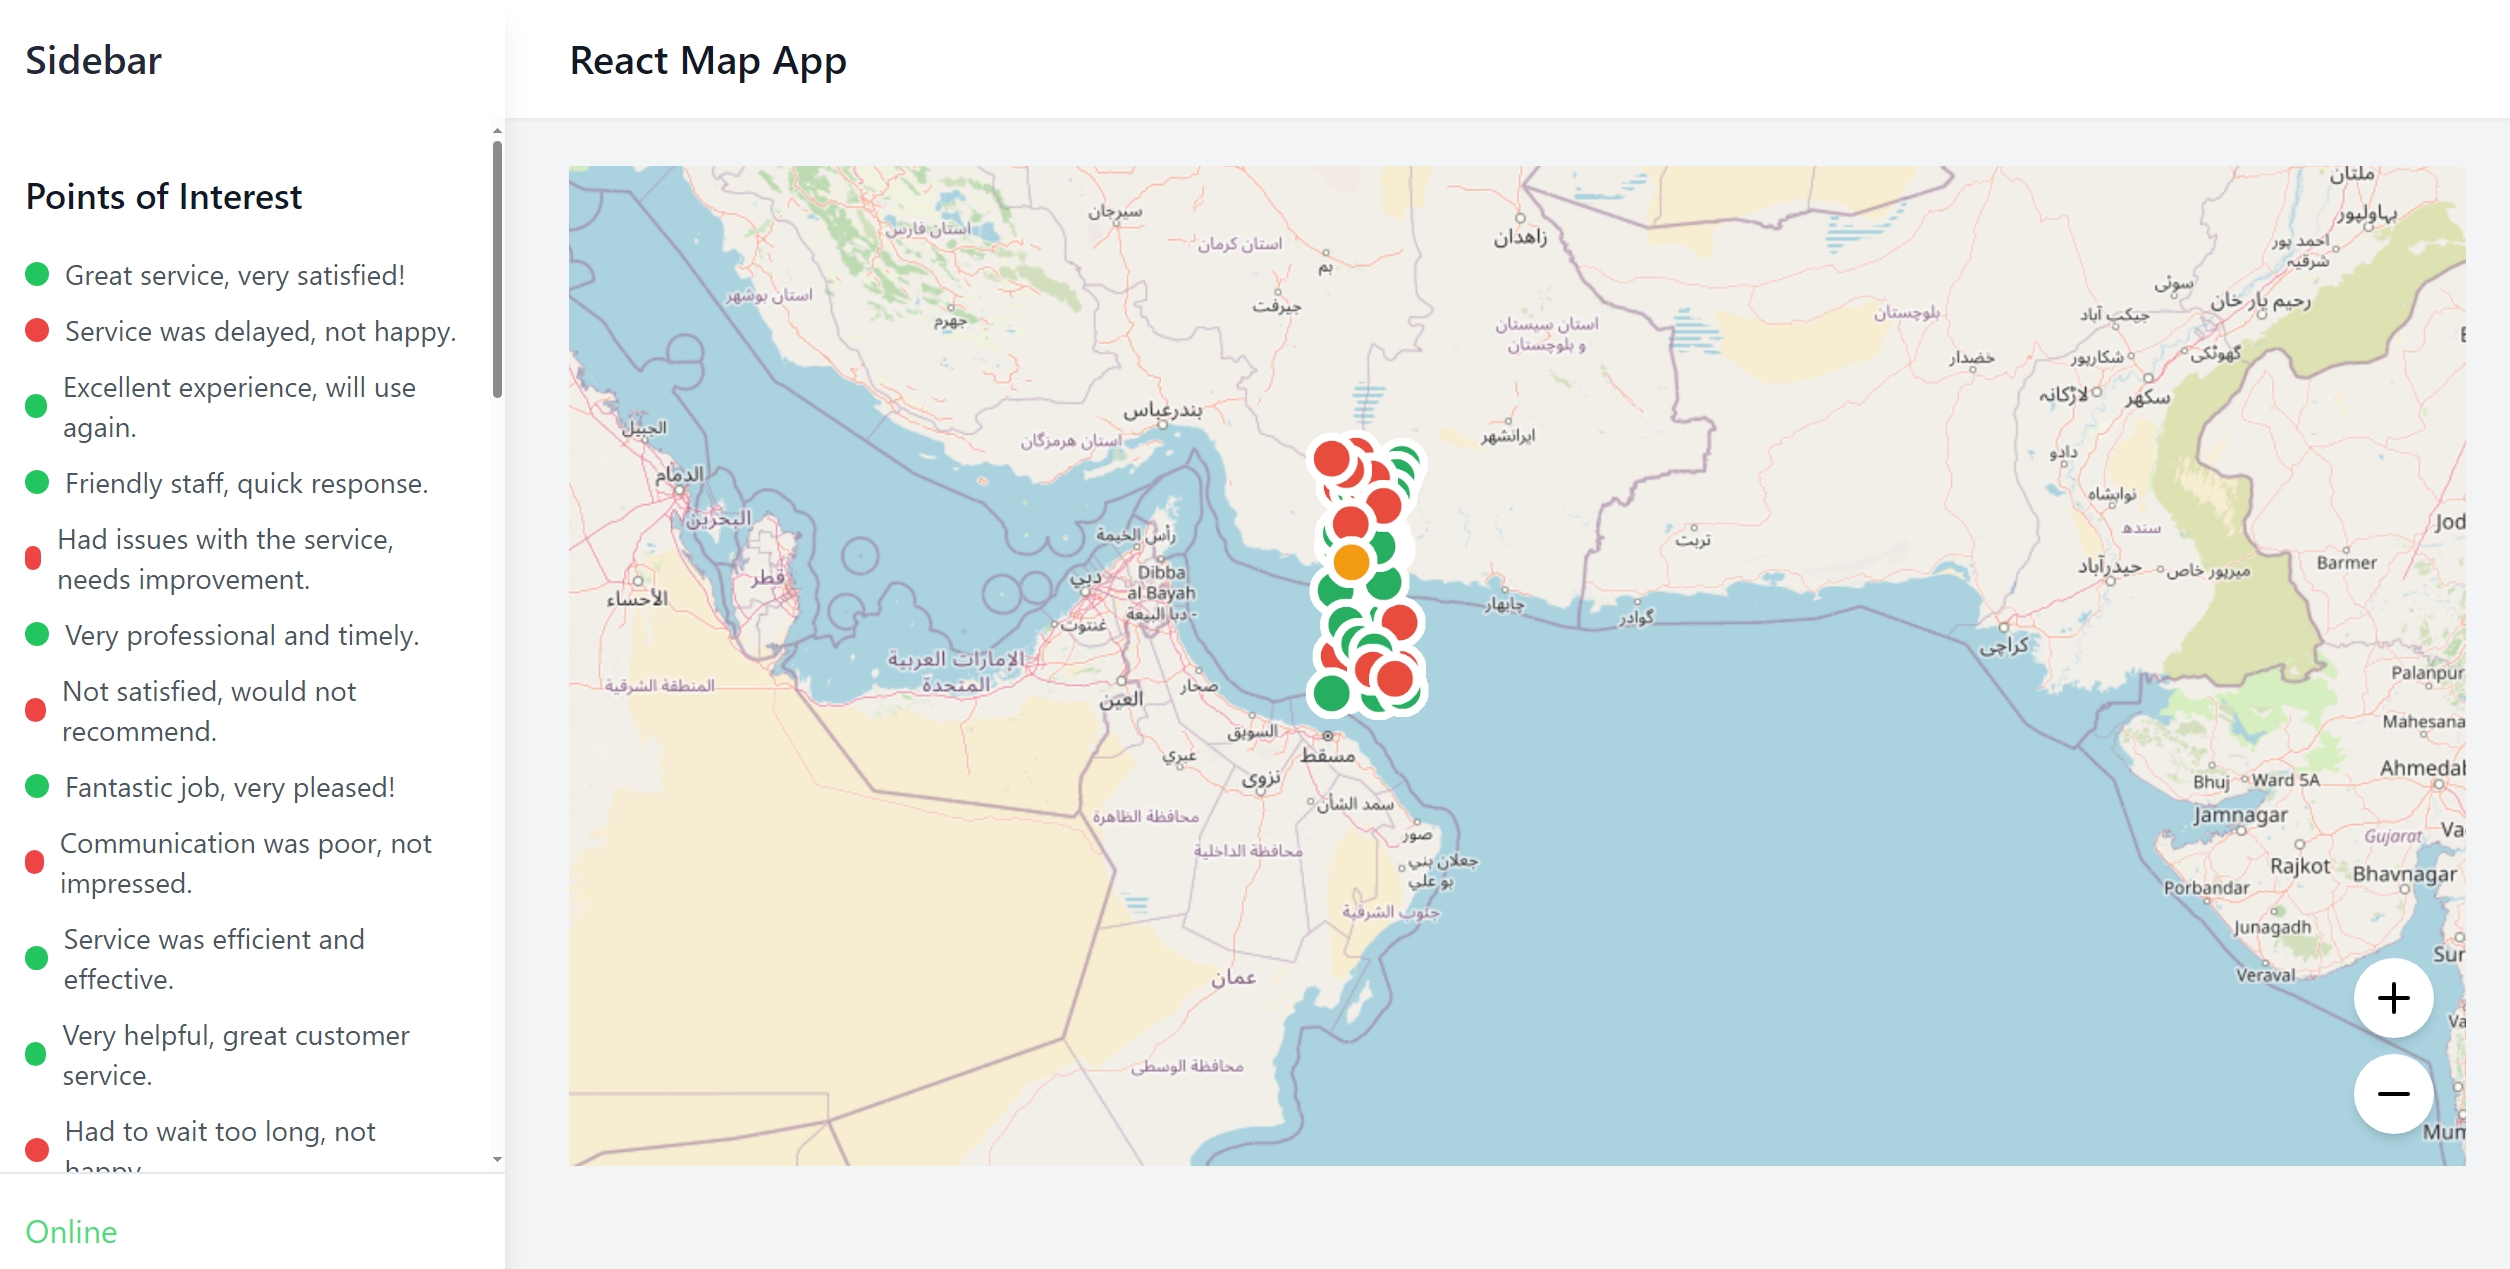 Sidebar
React Map App
Points of Interest
Great service, very satisfied!
Service was delayed, not happy.
Excellent experience, will use
again.
Friendly staff, quick response.
Had issues with the service,
needs improvement.
Very professional and timely.
Not satisfied, would not
recommend.
Fantastic job, very pleased!
Communication was poor, not
impressed.
Service was efficient and
effective.
Very helpful, great customer
service.
Had to wait too long, not
happy
Online
ملتان
بہاولپور
سیرجان
استان فارس
استان کرمان
زاهدان
احمد پور
شرقیہ
بم
سوئی
استان بوشهر
جیرفت
رحیم یار خان
جهرم
بلوچستان
جیکب آباد
استان سیستان
و بلوچستان
خضدار
شکارپور
گھوٹکی
لاڑکانہ
سکھر
بندرعباس
الجبيل
استان هرمزگان
ایرانشهر
دادو
الدمام
نوابشاہ
البحرين
سندھ
Jod
رأس الخيمة
تربت
Barmer
قطر
دبي
Dibba
al Bayah
- دبا البيعة
حیدرآباد
میرپور خاص
الأحساء
چابهار
گوادر
غنتوت
کراچی
الإمارات العربية
المتحدة
المنطقة الشرقية
صحار
العين
Palanpur
Mahesana
السويق
مسقط
عبري
نزوى
Bhuj
Ward 5A
Ahmedab
سمد الشأن
محافظة الظاهرة
Jamnagar
صور
Gujarat
Va
محافظة الداخلية
جعلان بني
بو علي
Rajkot
Bhavnagar
Porbandar
جنوب الشرقية
Junagadh
Sur
عمان
Veraval
+
Va
محافظة الوسطى
−
Mum